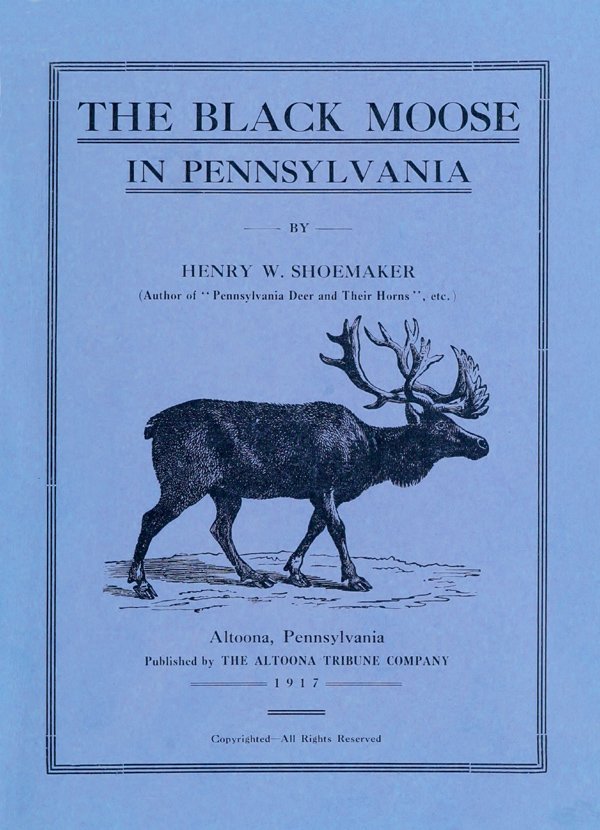 THE BLACK MOOSE
IN PENNSYLVANIA
BY
HENRY W. SHOEMAKER
(Author of "Pennsylvania Deer and Their Horns", etc.)
Altoona, Pennsylvania
Published by THE ALTOONA TRIBUNE COMPANY
1917
Copyrighted—All Rights Reserved